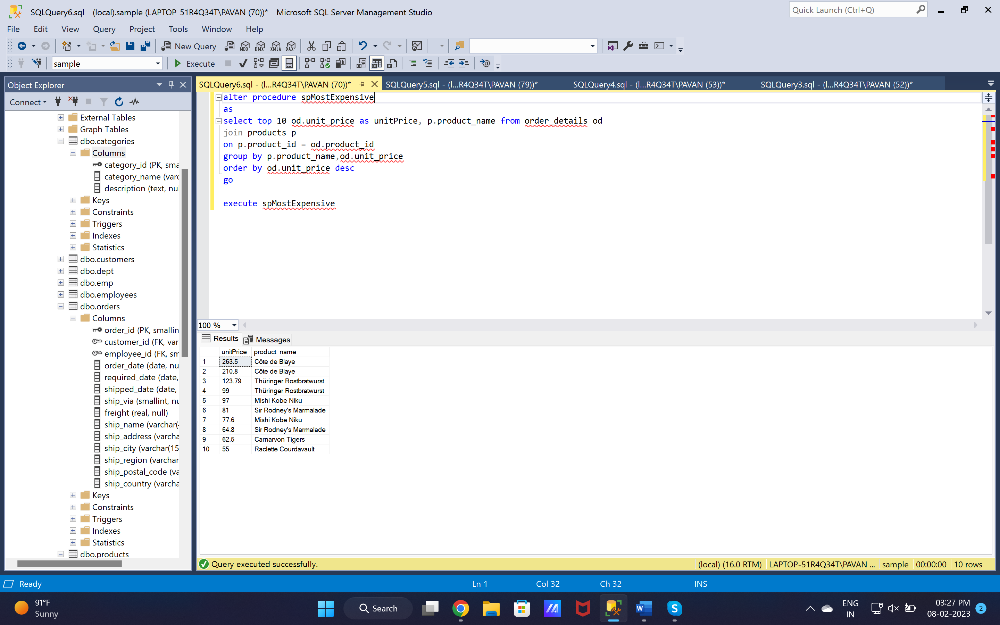 SQLQuery6.sql - (local).sample (LAPTOP-51R4Q34T\PAVAN (70))* - Microsoft SQL Server Management Studio
Quick Launch (Ctrl+Q)
File Edit View Query Project Tools Window Help
New Query MDX DMX XMLA DAX
sample Execute
Object Explorer
Connect
External Tables
Graph Tables
dbo.categories
Columns
category_id (PK, sma
category_name (varc
description (text, nu
Keys
Constraints
Triggers
Indexes
Statistics
dbo.customers
dbo.dept
dbo.emp
dbo.employees
dbo.orders
Columns
order_id (PK, smallin
customer_id (FK, var
employee_id (FK, sm
order_date (date, nu
required_date (date,
shipped_date (date,
ship_via (smallint, nu
freight (real, null)
ship_name (varchar(
ship_address (varcha
ship_city (varchar(15
ship_region (varchar
ship_postal_code (va
ship_country (varcha
Keys
Constraints
Triggers
Indexes
Statistics
dbo.products
SQLQuery6.sql - (l...R4Q34T\PAVAN (70))* SQLQuery5.sql - (l...R4Q34T\PAVAN (79))* SQLQuery4.sql - (l...R4Q34T\PAVAN (53))* SQLQuery3.sql - (l...R4Q34T\PAVAN (52))*
alter procedure spMostExpensive
as
select top 10 od.unit_price as unitPrice, p.product_name from order_details od
join products p
on p.product_id = od.product_id
group by p.product_name,od.unit_price
order by od.unit_price desc
go
execute spMostExpensive
100 %
Results Messages
unitPrice product_name
1 263.5 Côte de Blaye
2 210.8 Côte de Blaye
3 123.79 Thüringer Rostbratwurst
4 99 Thüringer Rostbratwurst
5 97 Mishi Kobe Niku
6 81 Sir Rodney's Marmalade
7 77.6 Mishi Kobe Niku
8 64.8 Sir Rodney's Marmalade
9 62.5 Carnarvon Tigers
10 55 Raclette Courdavault
Query executed successfully. (local) (16.0 RTM) LAPTOP-51R4Q34T\PAVAN ... sample 00:00:00 10 rows
Ready Ln 1 Col 32 Ch 32 INS
91°F
Sunny
Search
W
S
ENG
IN
03:27 PM
08-02-2023
2